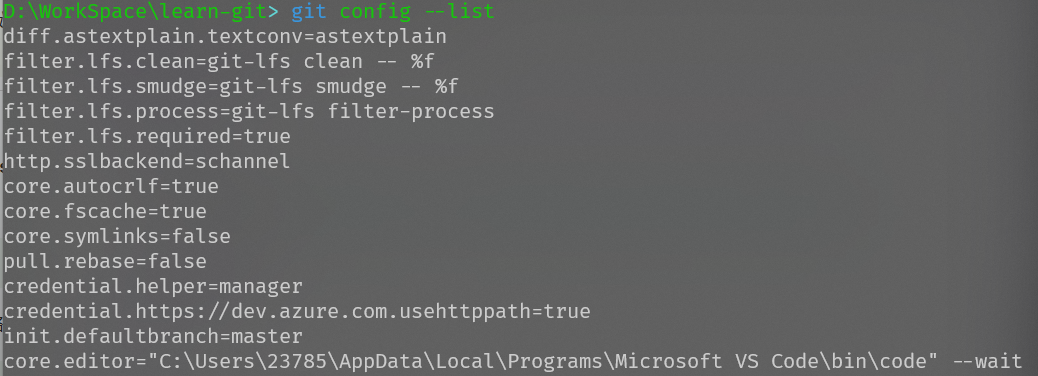 D:\WorkSpace\learn-git> git config --list
diff.astextplain.textconv=astextplain
filter.lfs.clean=git-lfs clean -- %f
filter.lfs.smudge=git-lfs smudge -- %f
filter.lfs.process=git-lfs filter-process
filter.lfs.required=true
http.sslbackend=schannel
core.autocrlf=true
core.fscache=true
core.symlinks=false
pull.rebase=false
credential.helper=manager
credential.https://dev.azure.com.usehttppath=true
init.defaultbranch=master
core.editor="C:\Users\23785\AppData\Local\Programs\Microsoft VS Code\bin\code" --wait